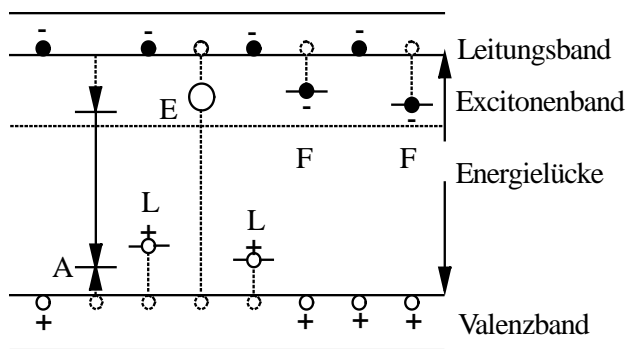 - - - -
Leitungsband
E
- -
Excitonenband
F F
Energielücke
L L
+ +
A
+ + + +
Valenzband